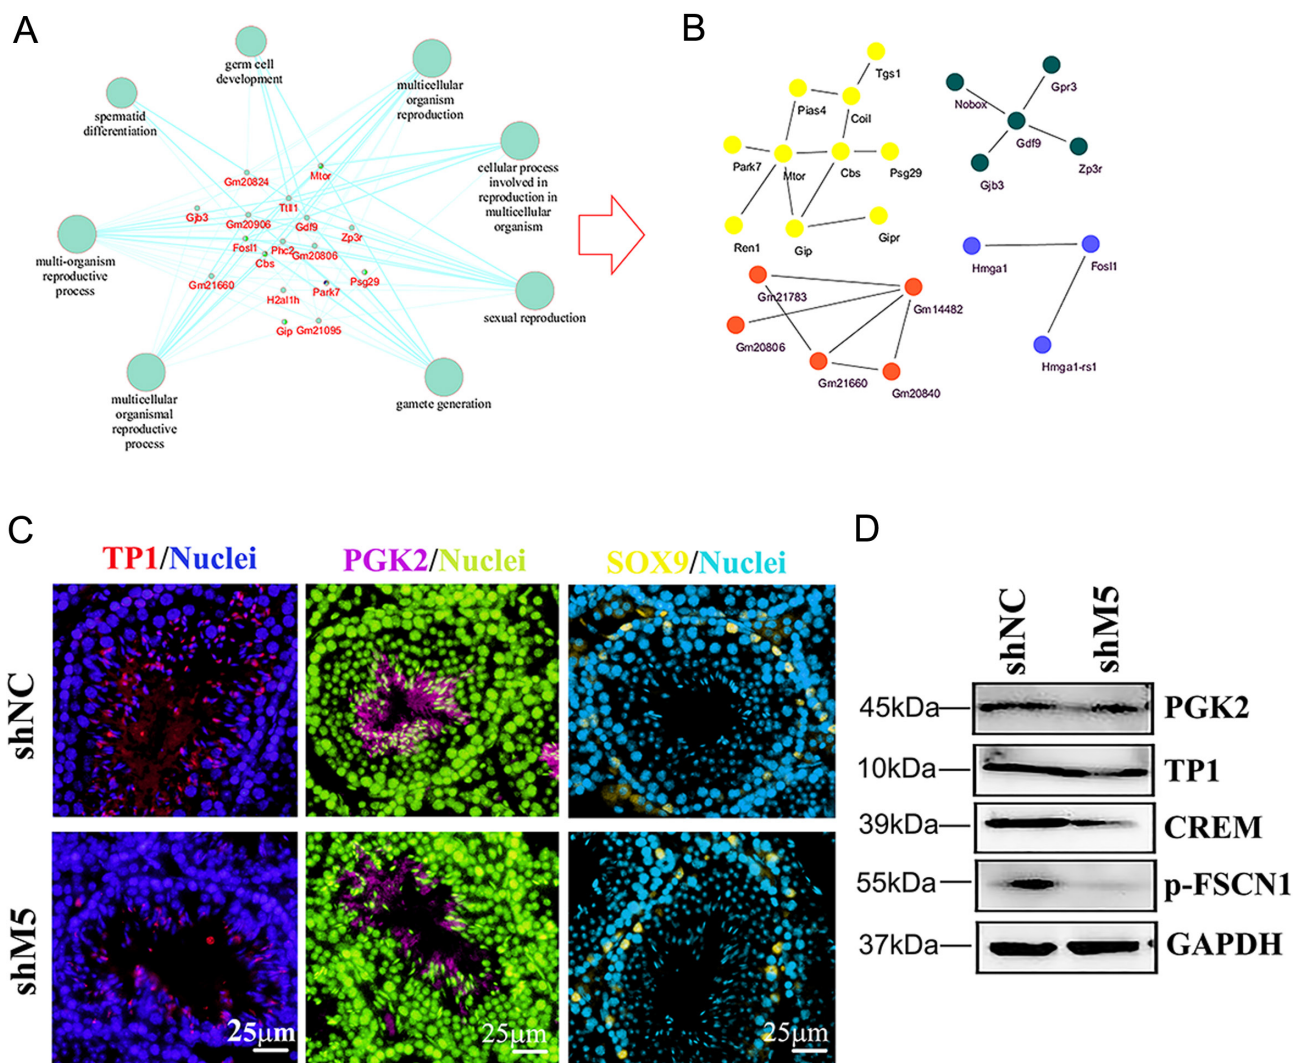 A
germ cell
development
multicellular
organism
reproduction
spermatid
differentiation
cellular process
involved in
reproduction in
multicellular
organism
Gm20824
Mtor
Ttll1
Gjb3
Gm20906
Gdf9
Zp3r
Fosl1
Phc2
Gm20806
Cbs
multi-organism
reproductive
process
Gm21660
H2al1h
Park7
Psg29
sexual reproduction
Gip
Gm21095
multicellular
organismal
reproductive
process
gamete generation
B
Tgs1
Pias4
Coil
Park7
Mtor
Cbs
Psg29
Ren1
Gip
Gipr
Nobox
Gpr3
Gdf9
Gjb3
Zp3r
Hmga1
Fosl1
Hmga1-rs1
Gm21783
Gm14482
Gm20806
Gm21660
Gm20840
C
TP1/Nuclei
PGK2/Nuclei
SOX9/Nuclei
shNC
shM5
25μm
25μm
25μm
D
shNC
shM5
45kDa
PGK2
10kDa
TP1
39kDa
CREM
55kDa
p-FSCN1
37kDa
GAPDH